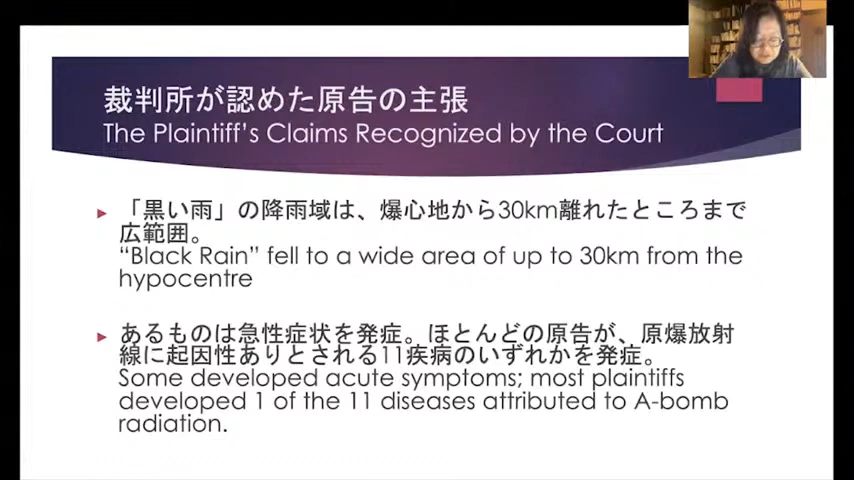 裁判所が認めた原告の主張
The Plaintiff's Claims Recognized by the Court
「黒い雨」の降雨域は、爆心地から30km離れたところまで
広範囲。
“Black Rain” fell to a wide area of up to 30km from the
hypocentre
あるものは急性症状を発症。ほとんどの原告が、原爆放射
線に起因性ありとされる11疾病のいずれかを発症。
Some developed acute symptoms; most plaintiffs
developed 1 of the 11 diseases attributed to A-bomb
radiation.